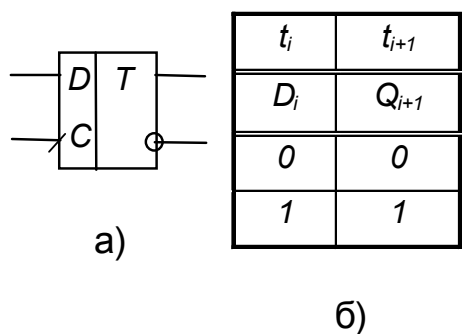 D T
C
а)
t_i t_{i+1}
D_i Q_{i+1}
0 0
1 1
б)